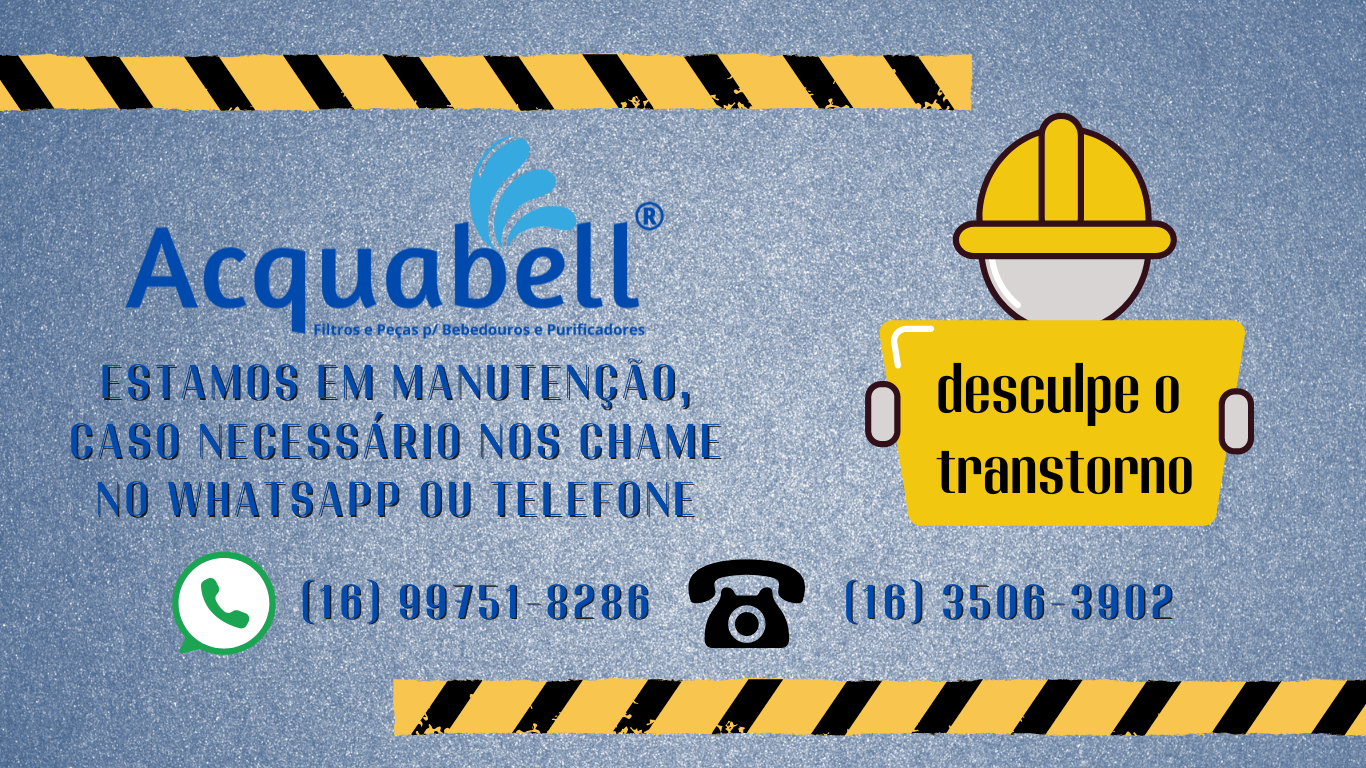 Acquabell®
Filtros e Peças p/ Bebedouros e Purificadores
ESTAMOS EM MANUTENÇÃO,
CASO NECESSÁRIO NOS CHAME
NO WHATSAPP OU TELEFONE
desculpe o
transtorno
(16) 99751-8286
(16) 3506-3902